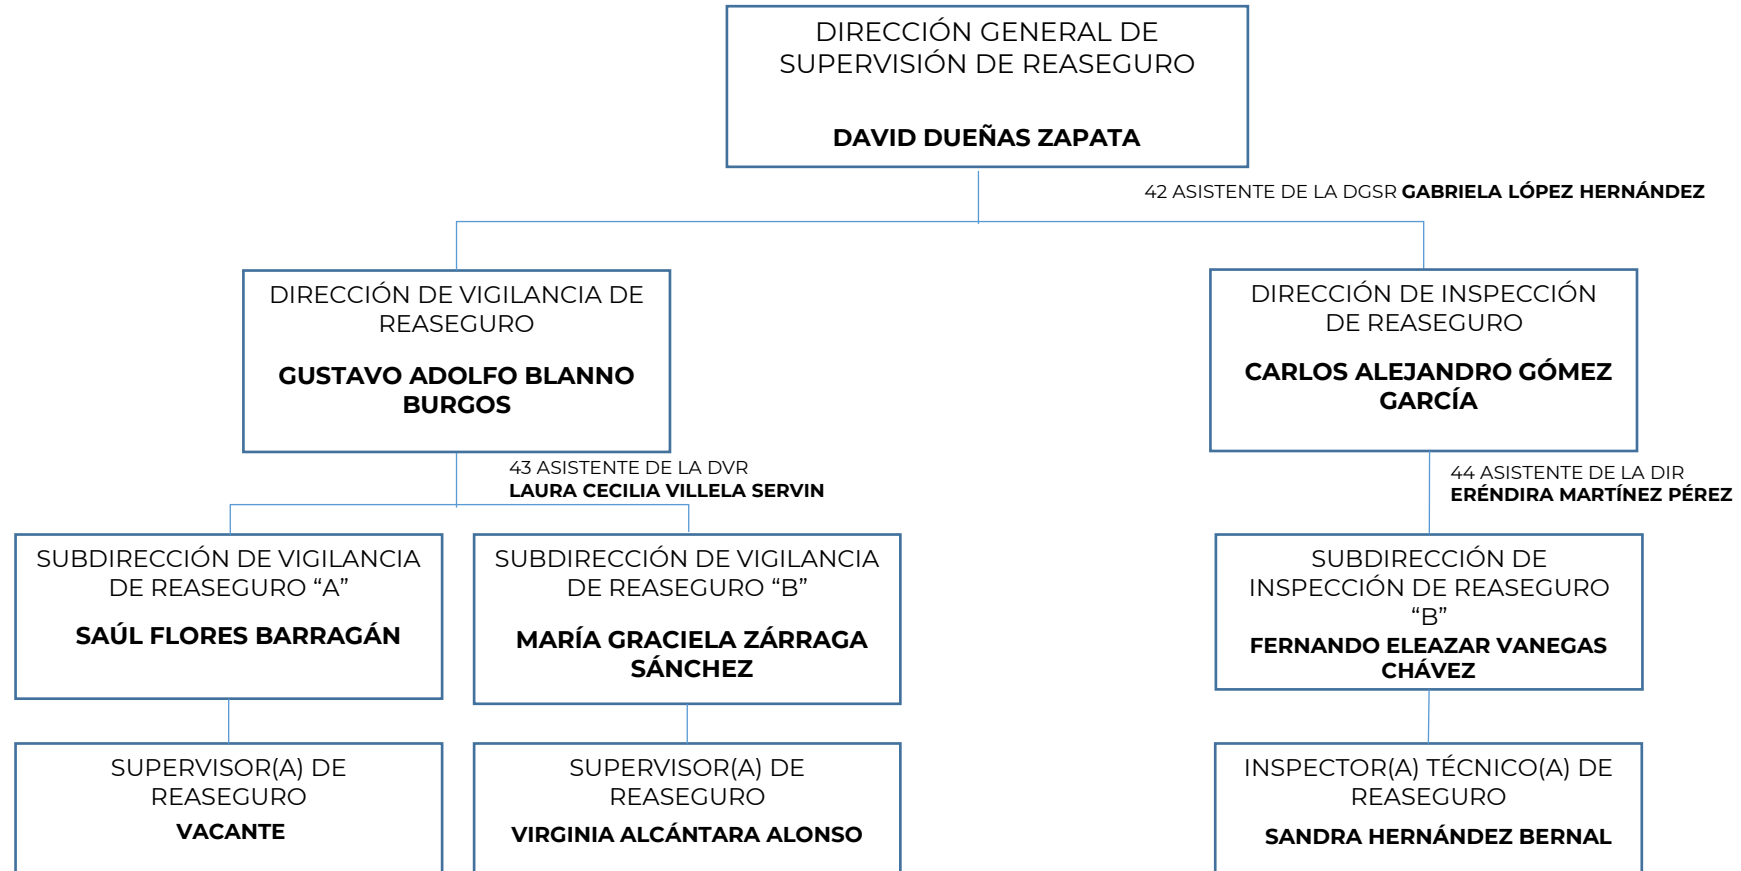 DIRECCIÓN GENERAL DE
SUPERVISIÓN DE REASEGURO
DAVID DUEÑAS ZAPATA
42 ASISTENTE DE LA DGSR GABRIELA LÓPEZ HERNÁNDEZ
DIRECCIÓN DE VIGILANCIA DE
REASEGURO
GUSTAVO ADOLFO BLANNO
BURGOS
DIRECCIÓN DE INSPECCIÓN
DE REASEGURO
CARLOS ALEJANDRO GÓMEZ
GARCÍA
43 ASISTENTE DE LA DVR
LAURA CECILIA VILLELA SERVIN
44 ASISTENTE DE LA DIR
ERÉNDIRA MARTÍNEZ PÉREZ
SUBDIRECCIÓN DE VIGILANCIA
DE REASEGURO “A”
SAÚL FLORES BARRAGÁN
SUBDIRECCIÓN DE VIGILANCIA
DE REASEGURO “B”
MARÍA GRACIELA ZÁRRAGA
SÁNCHEZ
SUBDIRECCIÓN DE
INSPECCIÓN DE REASEGURO
“B”
FERNANDO ELEAZAR VANEGAS
CHÁVEZ
SUPERVISOR(A) DE
REASEGURO
VACANTE
SUPERVISOR(A) DE
REASEGURO
VIRGINIA ALCÁNTARA ALONSO
INSPECTOR(A) TÉCNICO(A) DE
REASEGURO
SANDRA HERNÁNDEZ BERNAL